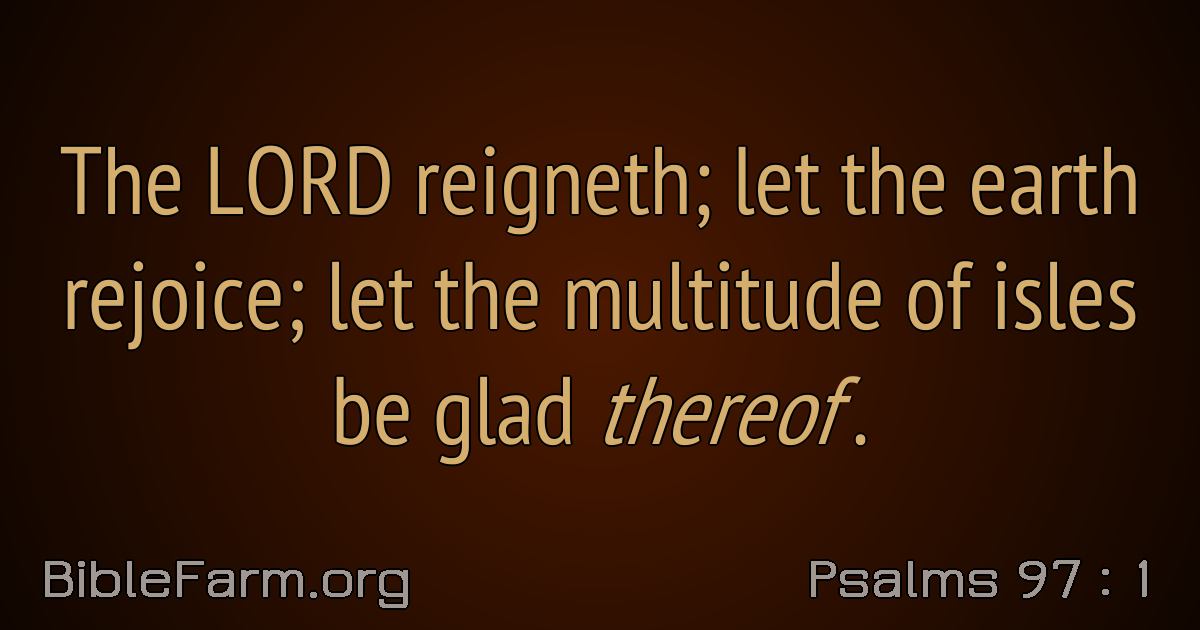 The LORD reigneth; let the earth
rejoice; let the multitude of isles
be glad thereof.
BibleFarm.org
Psalms 97 : 1